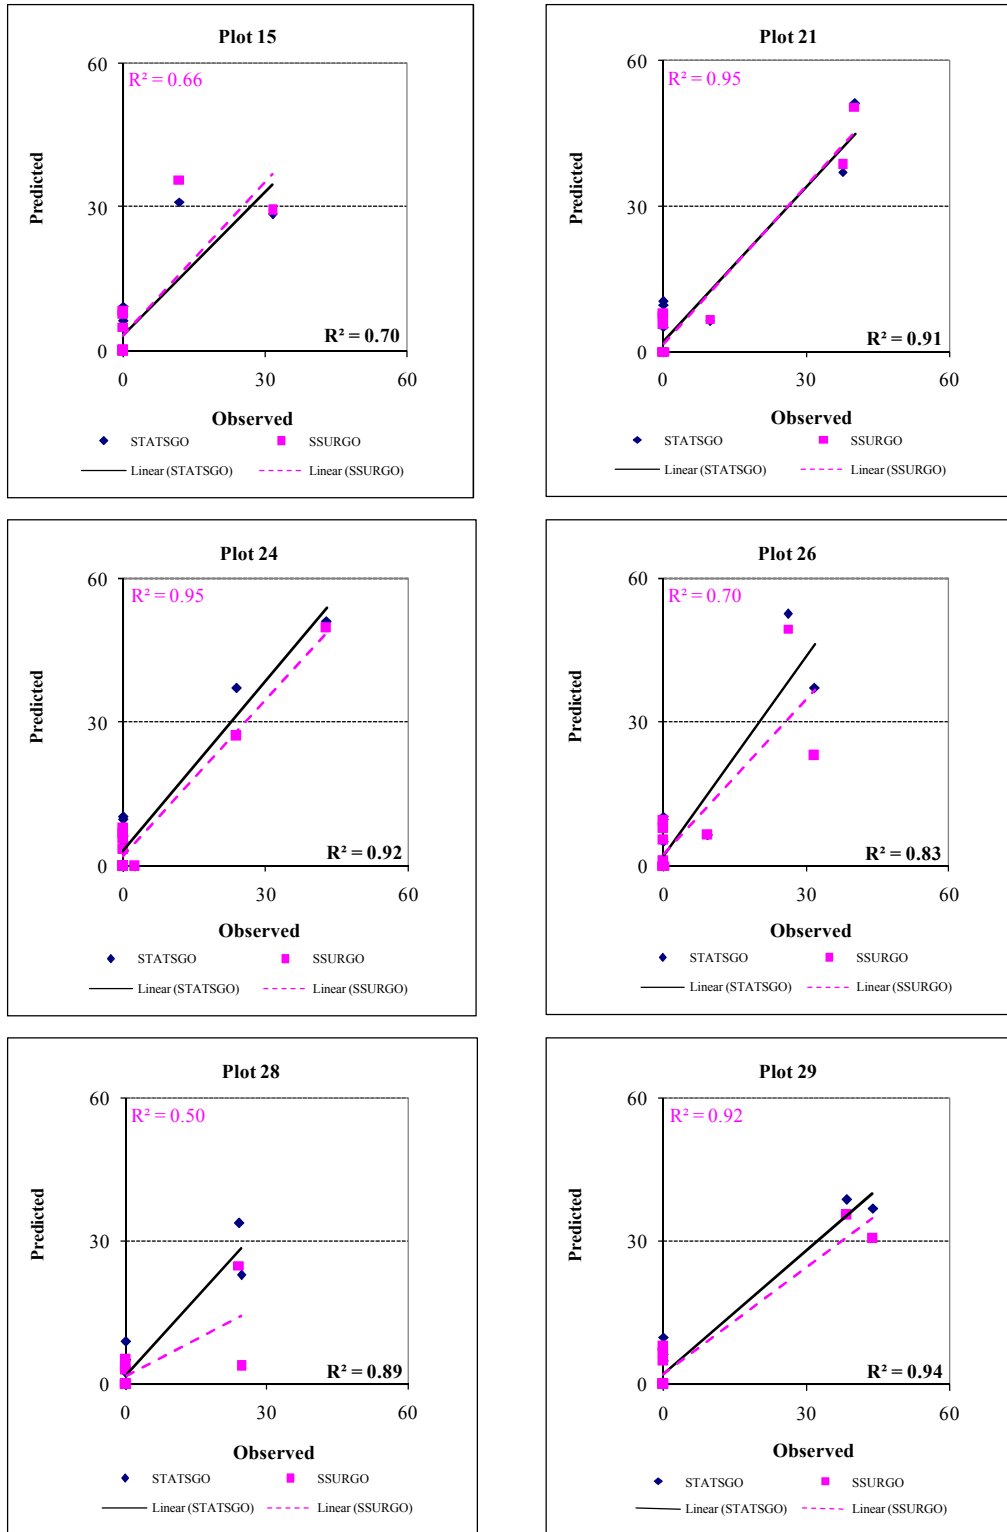 Plot 15
60
R² = 0.66
Predicted
30
R² = 0.70
0
0 30 60
Observed
STATSGO SSURGO
Linear (STATSGO) Linear (SSURGO)
Plot 21
60
R² = 0.95
Predicted
30
R² = 0.91
0
0 30 60
Observed
STATSGO SSURGO
Linear (STATSGO) Linear (SSURGO)
Plot 24
60
R² = 0.95
Predicted
30
R² = 0.92
0
0 30 60
Observed
STATSGO SSURGO
Linear (STATSGO) Linear (SSURGO)
Plot 26
60
R² = 0.70
Predicted
30
R² = 0.83
0
0 30 60
Observed
STATSGO SSURGO
Linear (STATSGO) Linear (SSURGO)
Plot 28
60
R² = 0.50
Predicted
30
R² = 0.89
0
0 30 60
Observed
STATSGO SSURGO
Linear (STATSGO) Linear (SSURGO)
Plot 29
60
R² = 0.92
Predicted
30
R² = 0.94
0
0 30 60
Observed
STATSGO SSURGO
Linear (STATSGO) Linear (SSURGO)